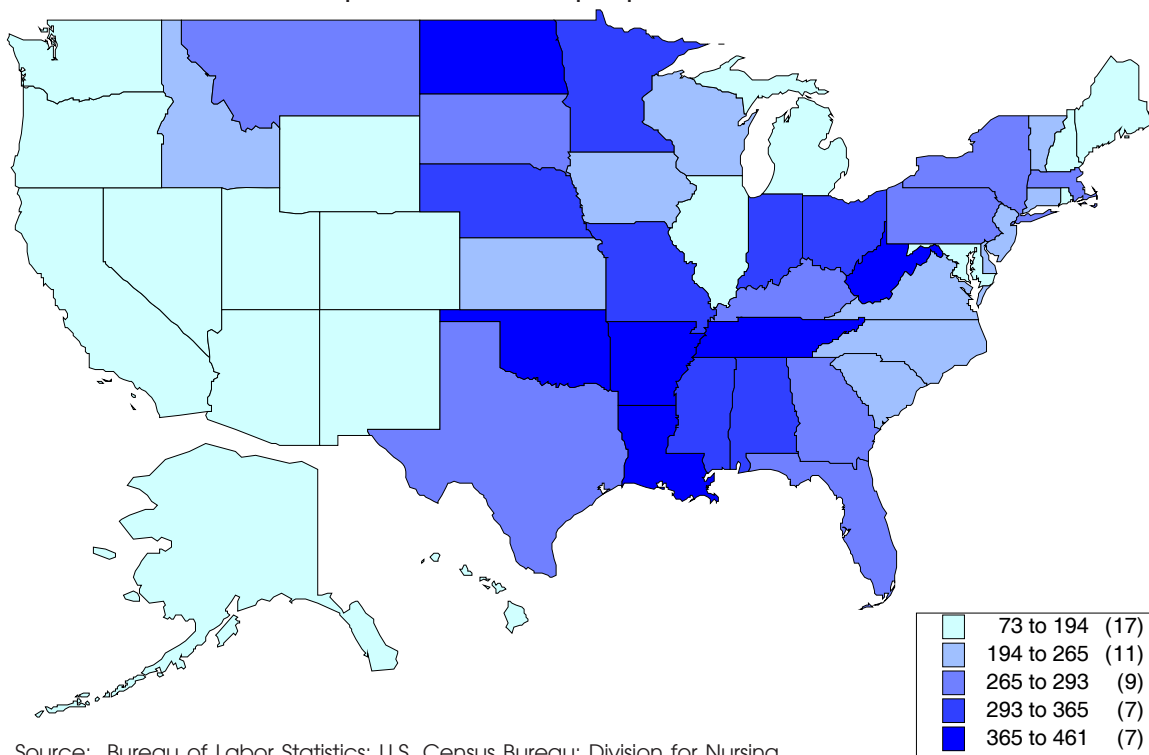 73 to 194 (17)
194 to 265 (11)
265 to 293 (9)
293 to 365 (7)
365 to 461 (7)
Source: Bureau of Labor Statistics; U.S. Census Bureau; Division for Nursing